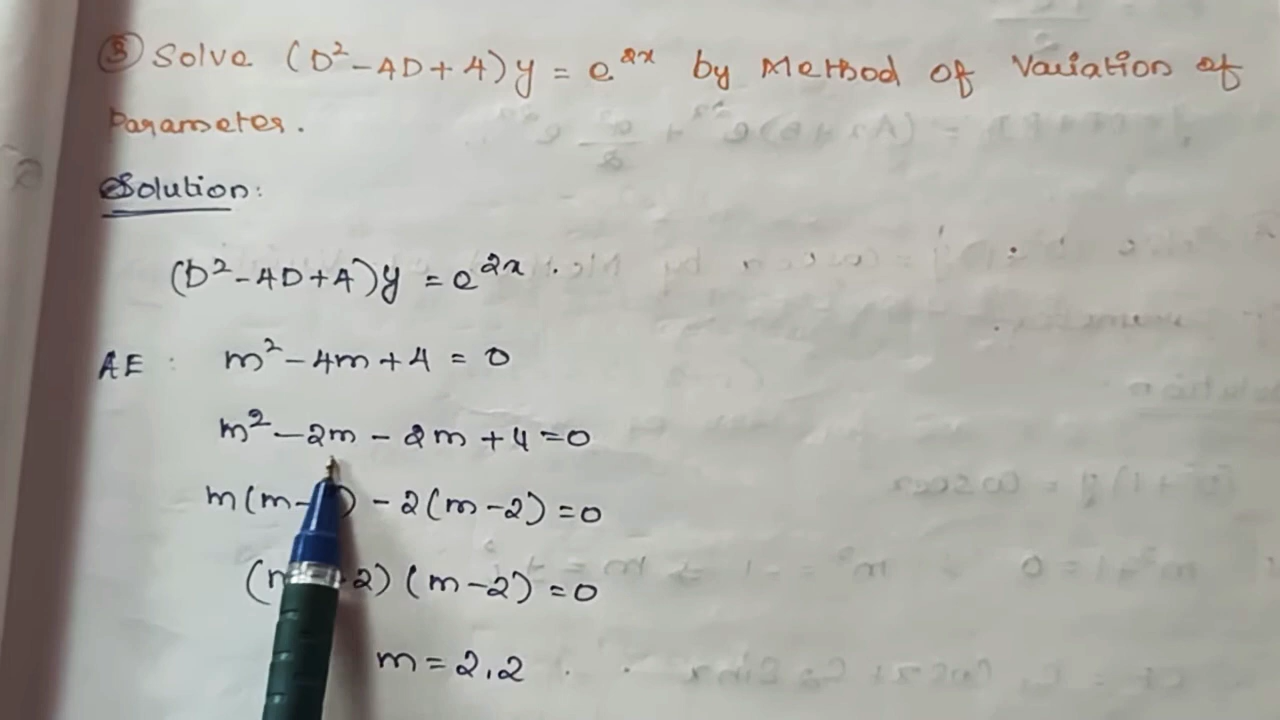 ③ Solve (D² - 4D + 4) y = e^2x by Method of Variation of
Parameter.
Solution:
(D² - 4D + 4) y = e^2x .
AE : m² - 4m + 4 = 0
m² - 2m - 2m + 4 = 0
m(m- ) - 2(m-2) = 0
( -2) (m-2) = 0
m = 2,2